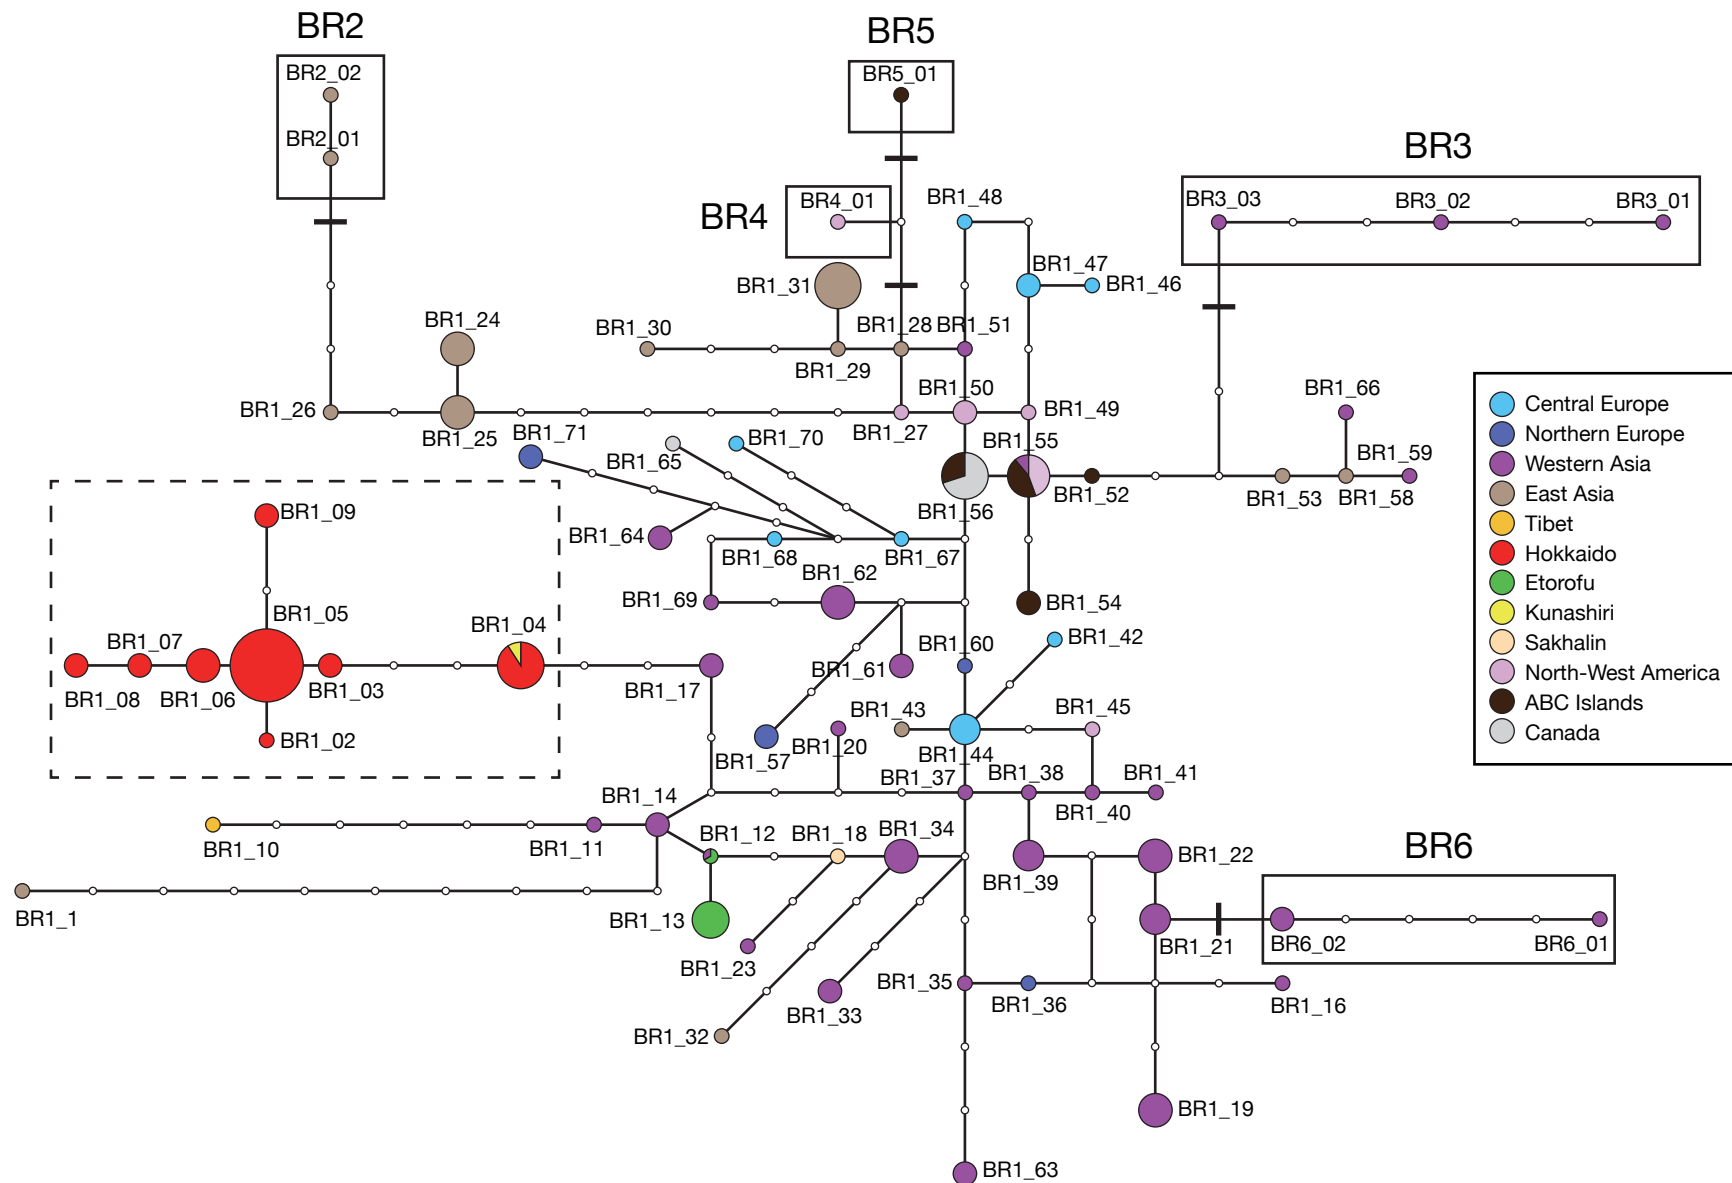 BR2
BR5
BR2_02
BR5_01
BR2_01
BR3
BR4
BR4_01
BR1_48
BR3_03
BR3_02
BR3_01
BR1_47
BR1_46
BR1_31
BR1_24
BR1_30
BR1_28
BR1_51
BR1_29
BR1_50
BR1_66
BR1_26
BR1_25
BR1_27
BR1_49
BR1_71
BR1_70
BR1_55
BR1_65
BR1_59
BR1_52
BR1_53
BR1_58
BR1_56
BR1_09
BR1_64
BR1_68
BR1_67
BR1_62
BR1_69
BR1_54
BR1_05
BR1_04
BR1_07
BR1_60
BR1_42
BR1_61
BR1_08
BR1_06
BR1_03
BR1_17
BR1_43
BR1_45
BR1_02
BR1_20
BR1_57
BR1_44
BR1_37
BR1_38
BR1_41
BR1_14
BR1_40
BR1_12
BR1_18
BR1_34
BR1_10
BR1_11
BR1_22
BR6
BR1_39
BR1_1
BR1_13
BR1_21
BR6_02
BR6_01
BR1_23
BR1_35
BR1_36
BR1_16
BR1_33
BR1_32
BR1_19
BR1_63
Central Europe
Northern Europe
Western Asia
East Asia
Tibet
Hokkaido
Etorofu
Kunashiri
Sakhalin
North-West America
ABC Islands
Canada